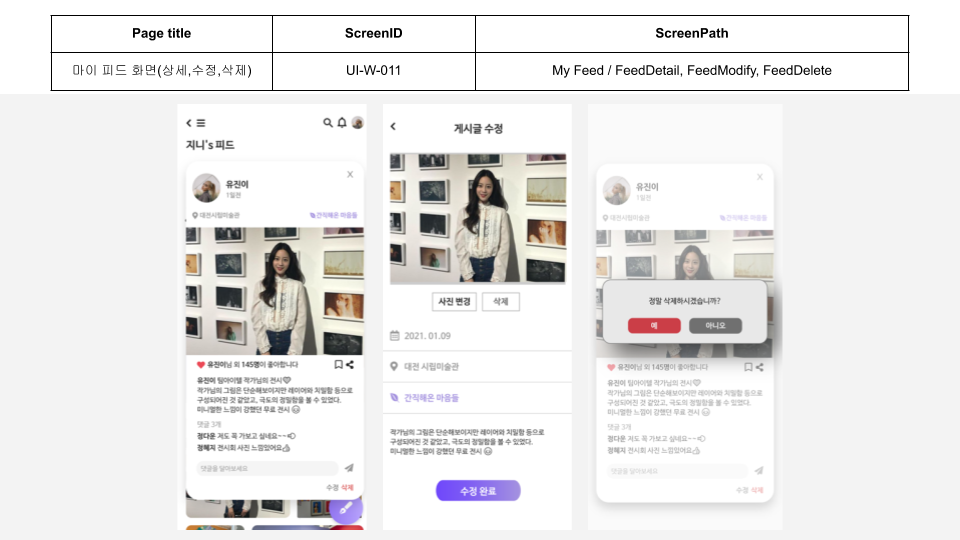 Page title
ScreenID
ScreenPath
마이 피드 화면(상세,수정,삭제)
UI-W-011
My Feed / FeedDetail, FeedModify, FeedDelete
지니's 피드
유진이
1일전
X
대전시립미술관
간직해온 마음들
유진이님 외 145명이 좋아합니다
유진이 팀아이텔 작가님의 전시
작가님의 그림은 단순해보이지만 레이어와 치밀함 등으로
구성되어진 것 같았고, 극도의 정밀함을 볼 수 있었다.
미니멀한 느낌이 강했던 무료 전시
댓글 3개
정다운 저도 꼭 가보고 싶네요~~
정혜지 전시회 사진 느낌있어요
댓글을 달아보세요
수정 삭제
게시글 수정
사진 변경
삭제
2021. 01.09
대전 시립미술관
간직해온 마음들
작가님의 그림은 단순해보이지만 레이어와 치밀함 등으로
구성되어진 것 같았고, 극도의 정밀함을 볼 수 있었다.
미니멀한 느낌이 강했던 무료 전시
수정 완료
유진이
1일전
X
대전시립미술관
간직해온 마음들
정말 삭제하시겠습니까?
예
아니오
유진이님 외 145명이 좋아합니다
유진이 팀아이텔 작가님의 전시
작가님의 그림은 단순해보이지만 레이어와 치밀함 등으로
구성되어진 것 같았고, 극도의 정밀함을 볼 수 있었다.
미니멀한 느낌이 강했던 무료 전시
댓글 3개
정다운 저도 꼭 가보고 싶네요~~
정혜지 전시회 사진 느낌있어요
댓글을 달아보세요
수정 삭제